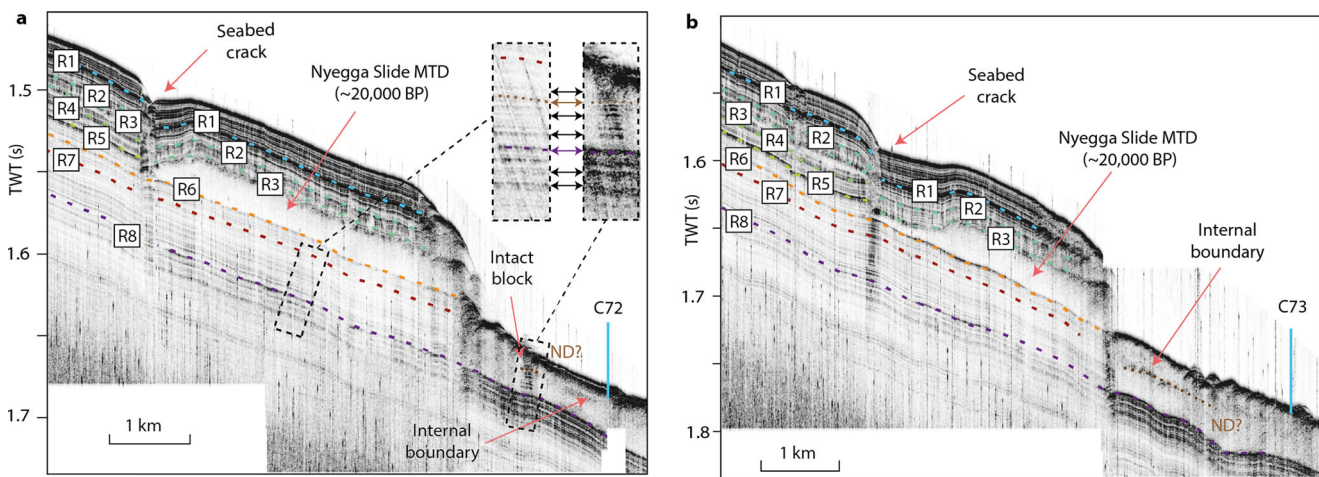 a
Seabed
crack
Nyegga Slide MTD
(~20,000 BP)
R1
R2
R4
R3
R5
R7
R1
R2
R3
R6
R8
1.5
1.6
1.7
TWT (s)
Intact
block
ND?
C72
Internal
boundary
1 km
b
Seabed
crack
Nyegga Slide MTD
(~20,000 BP)
R1
R2
R3
R4
R6
R5
R7
R8
R1
R2
R3
1.5
1.6
1.7
1.8
TWT (s)
Internal
boundary
C73
ND?
1 km